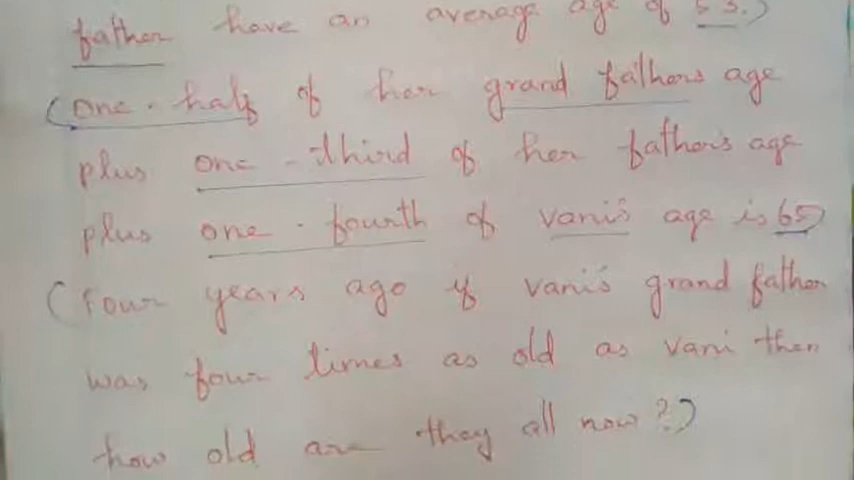 father have an average age of 53.)
(one-half of her grand fathers age
plus one-third of her father's age
plus one-fourth of vani's age is 65)
(Four years ago if vani's grand father
was four times as old as vani then
how old are they all now?)